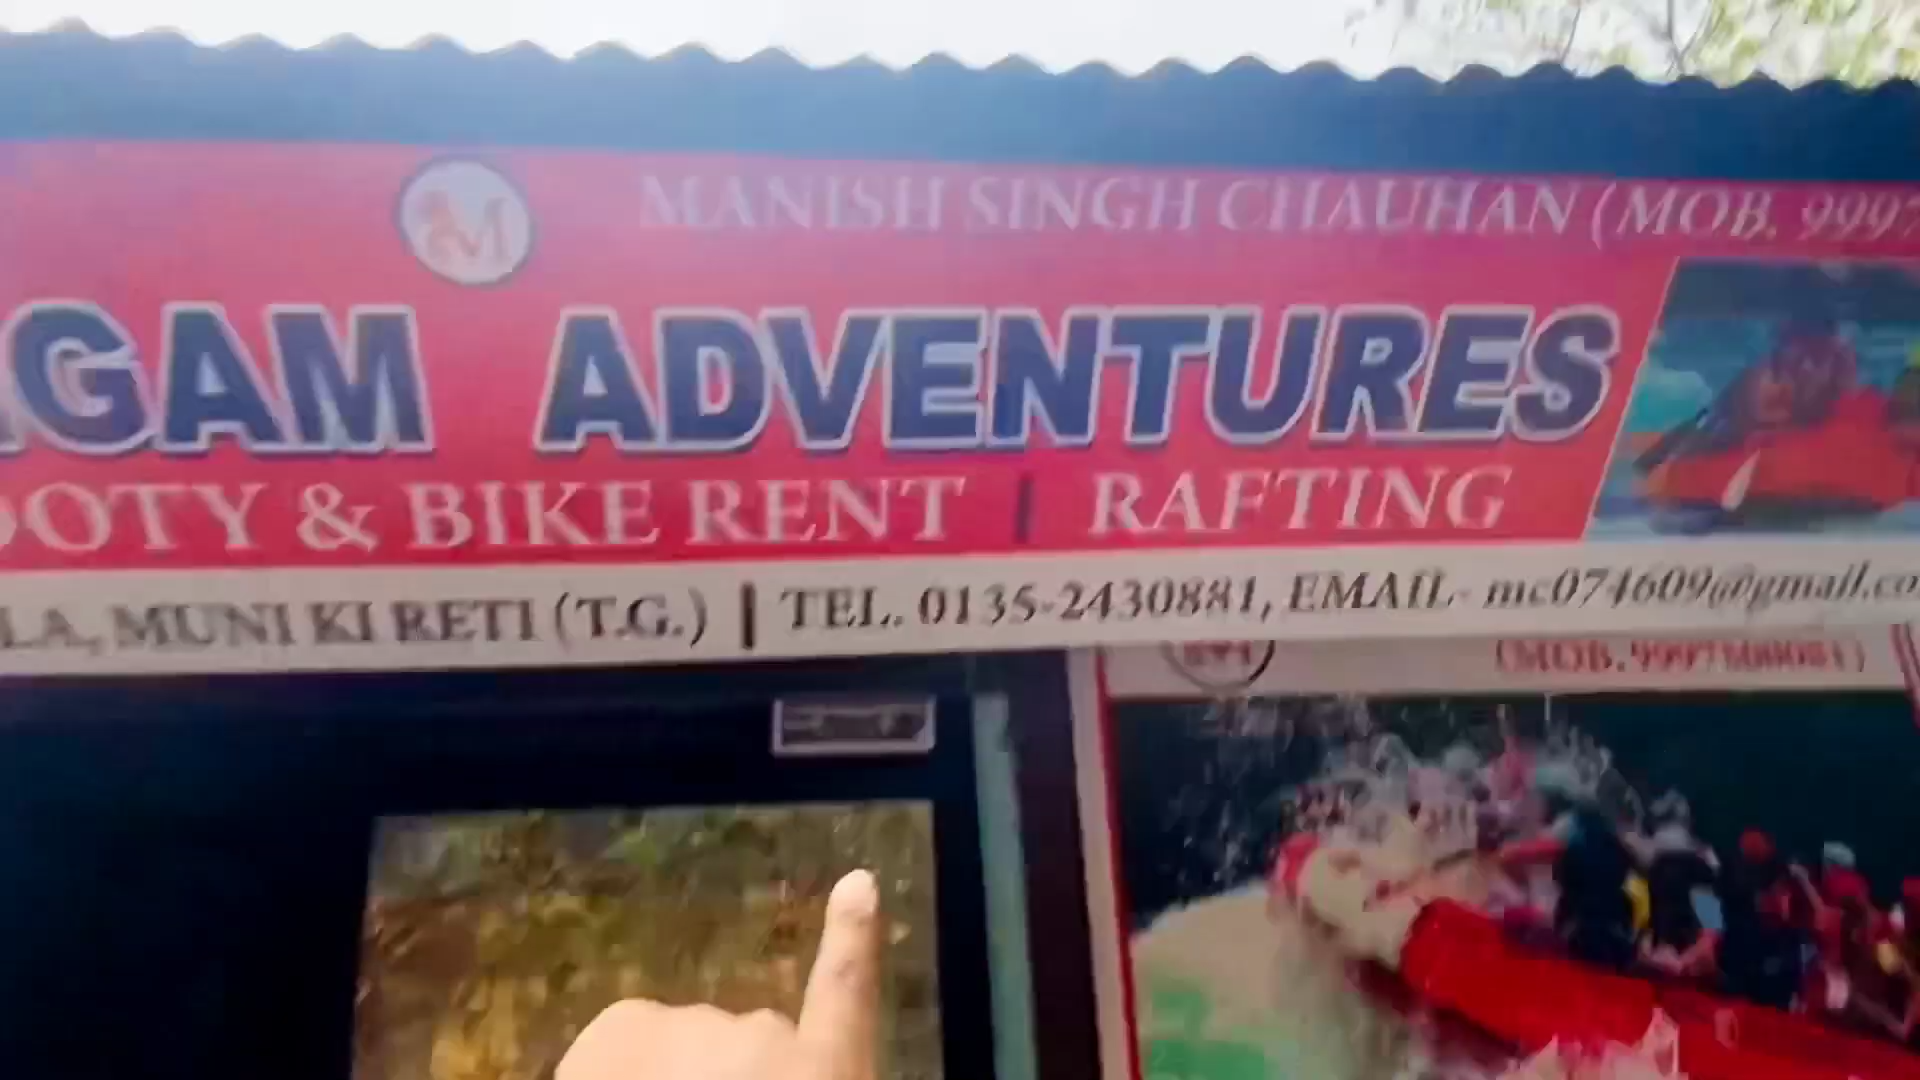 M MANISH SINGH CHAUHAN (MOB. 9997
GAM ADVENTURES
OOTY & BIKE RENT | RAFTING
LA, MUNI KI RETI (T.G.) | TEL. 0135-2430881, EMAIL- mc074609@gmail.co